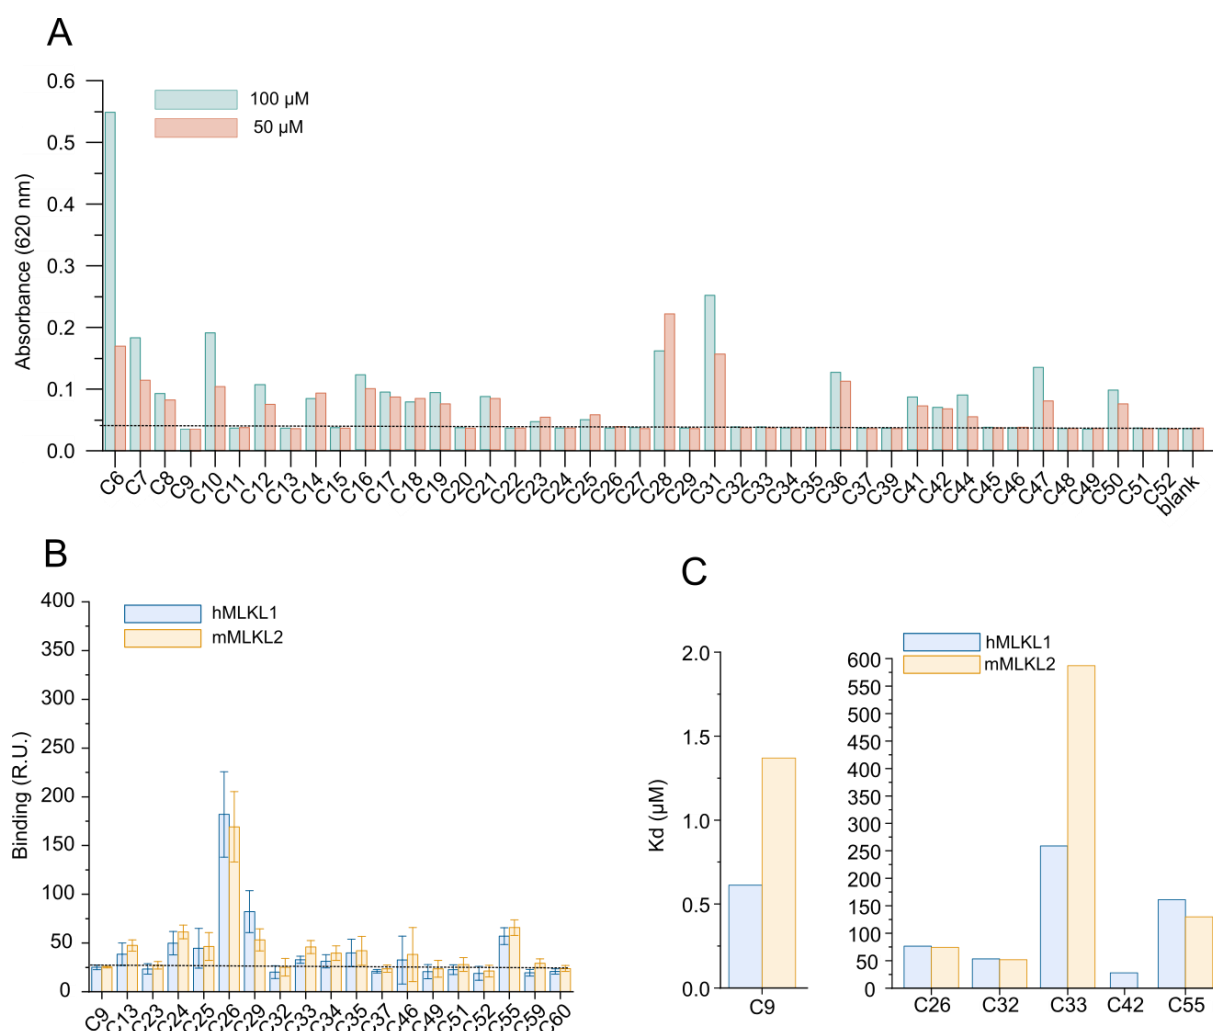 A
0.6
0.5
0.4
0.3
0.2
0.1
0.0
Absorbance (620 nm)
100 µM
50 µM
C6 C7 C8 C9 C10 C11 C12 C13 C14 C15 C16 C17 C18 C19 C20 C21 C22 C23 C24 C25 C26 C27 C28 C29 C31 C32 C33 C34 C35 C36 C37 C39 C41 C42 C44 C45 C46 C47 C48 C49 C50 C51 C52 blank
B
400
350
300
250
200
150
100
50
0
Binding (R.U.)
hMLKL1
mMLKL2
C9 C13 C23 C24 C25 C26 C29 C32 C33 C34 C35 C37 C46 C49 C51 C52 C55 C59 C60
C
2.0
1.5
1.0
0.5
0.0
Kd (µM)
C9
hMLKL1
mMLKL2
600
550
500
450
400
350
300
250
200
150
100
50
0
C26 C32 C33 C42 C55